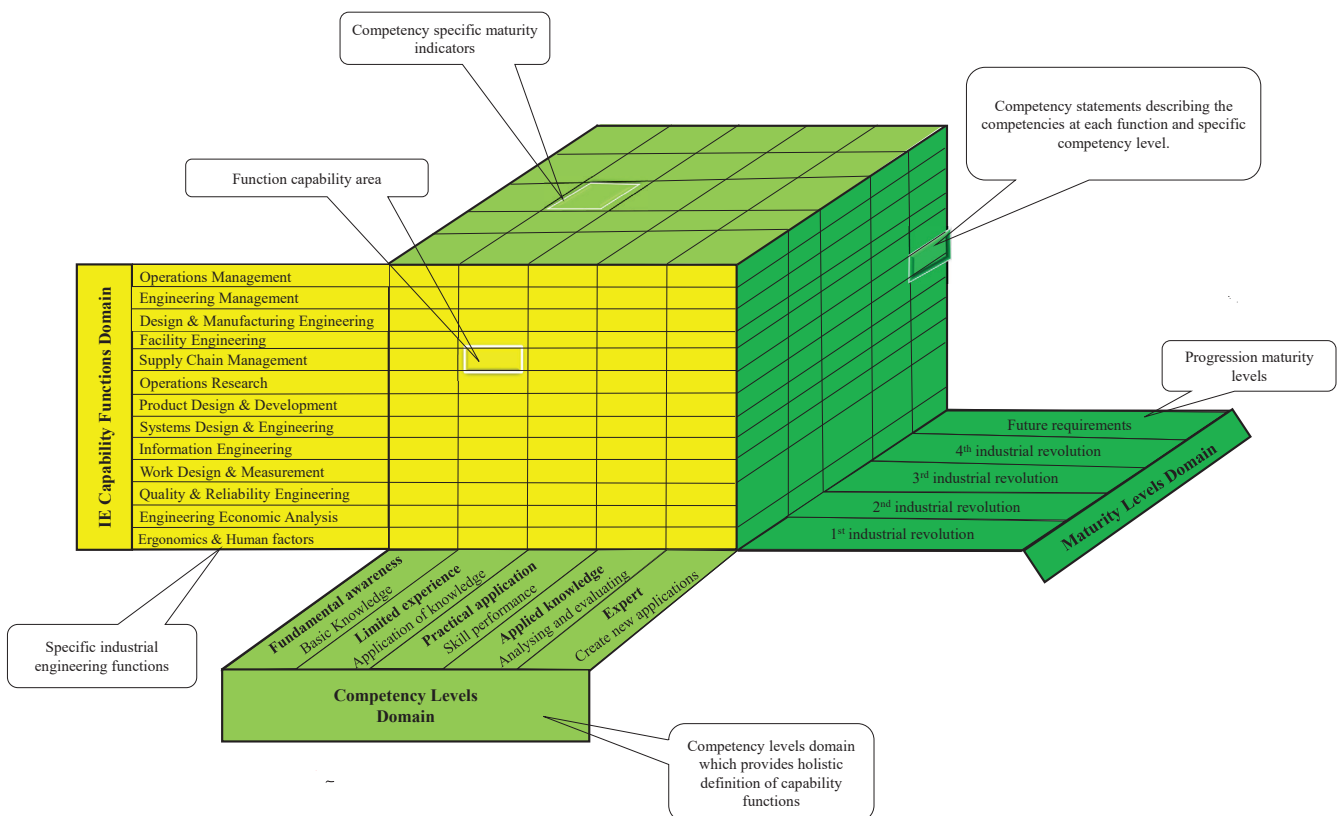 Competency specific maturity
indicators
Competency statements describing the
competencies at each function and specific
competency level.
Function capability area
IE Capability Functions Domain
Operations Management
Engineering Management
Design & Manufacturing Engineering
Facility Engineering
Supply Chain Management
Operations Research
Product Design & Development
Systems Design & Engineering
Information Engineering
Work Design & Measurement
Quality & Reliability Engineering
Engineering Economic Analysis
Ergonomics & Human factors
Progression maturity
levels
Future requirements
4th industrial revolution
3rd industrial revolution
2nd industrial revolution
1st industrial revolution
Maturity Levels Domain
Fundamental awareness
Basic Knowledge
Limited experience
Application of knowledge
Practical application
Skill performance
Applied knowledge
Analysing and evaluating
Expert
Create new applications
Specific industrial
engineering functions
Competency Levels
Domain
Competency levels domain
which provides holistic
definition of capability
functions
~